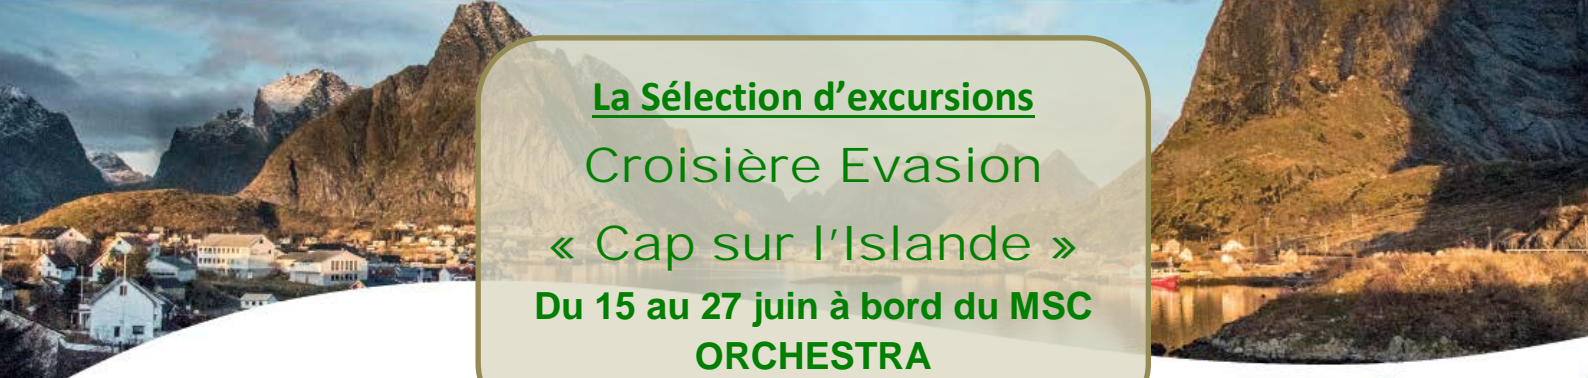 La Sélection d’excursions
Croisière Evasion
« Cap sur l’Islande »
Du 15 au 27 juin à bord du MSC
ORCHESTRA